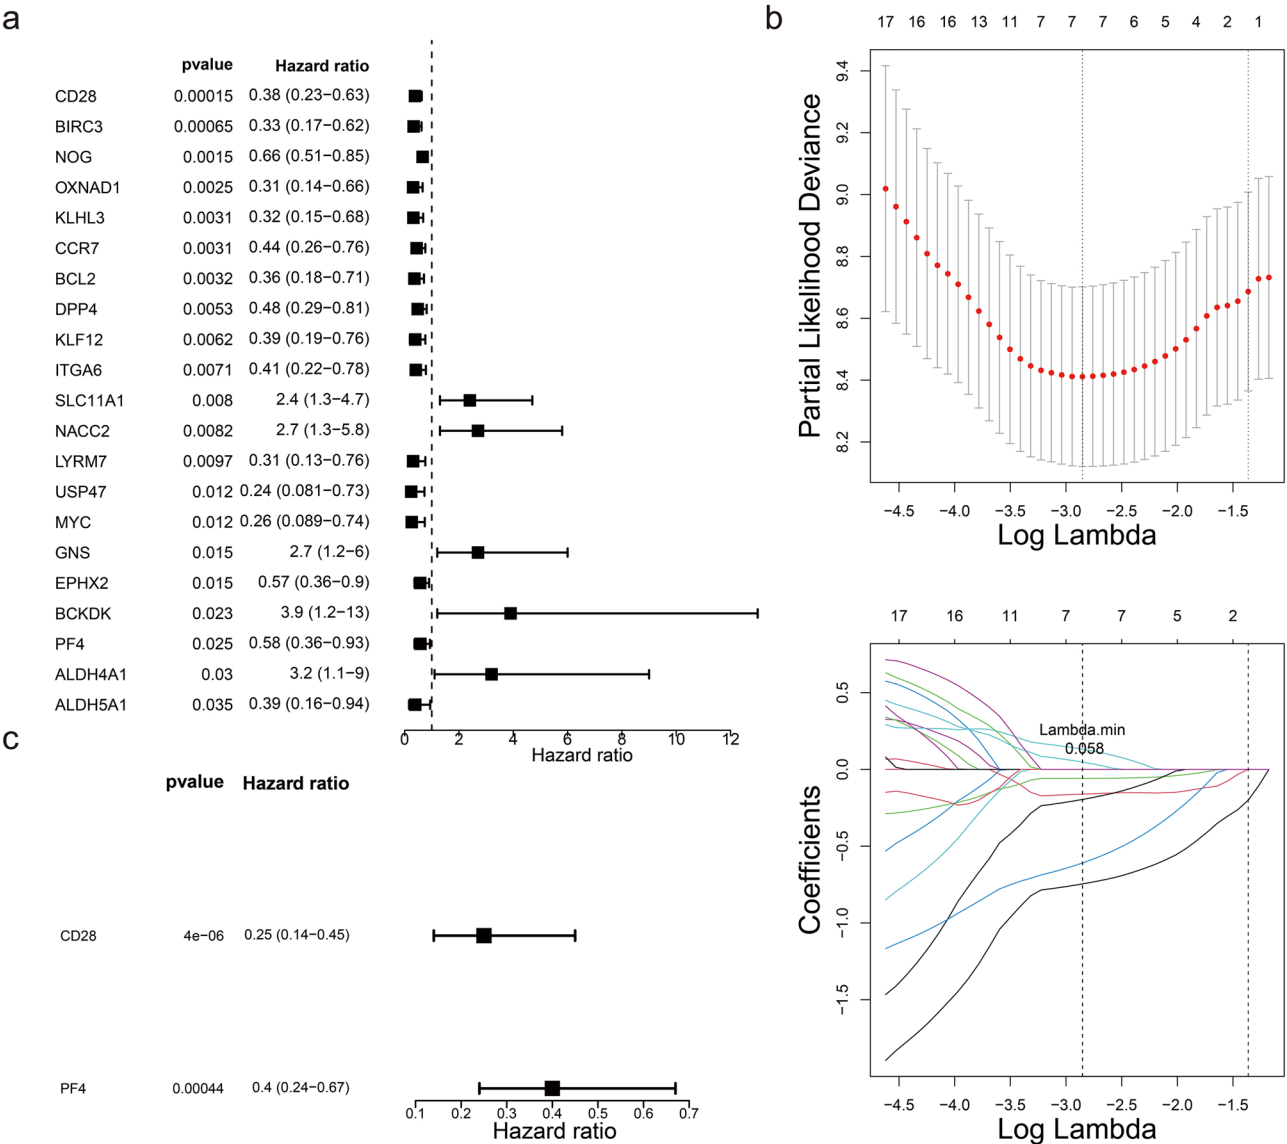 a
pvalue Hazard ratio
CD28 0.00015 0.38 (0.23−0.63)
BIRC3 0.00065 0.33 (0.17−0.62)
NOG 0.0015 0.66 (0.51−0.85)
OXNAD1 0.0025 0.31 (0.14−0.66)
KLHL3 0.0031 0.32 (0.15−0.68)
CCR7 0.0031 0.44 (0.26−0.76)
BCL2 0.0032 0.36 (0.18−0.71)
DPP4 0.0053 0.48 (0.29−0.81)
KLF12 0.0062 0.39 (0.19−0.76)
ITGA6 0.0071 0.41 (0.22−0.78)
SLC11A1 0.008 2.4 (1.3−4.7)
NACC2 0.0082 2.7 (1.3−5.8)
LYRM7 0.0097 0.31 (0.13−0.76)
USP47 0.012 0.24 (0.081−0.73)
MYC 0.012 0.26 (0.089−0.74)
GNS 0.015 2.7 (1.2−6)
EPHX2 0.015 0.57 (0.36−0.9)
BCKDK 0.023 3.9 (1.2−13)
PF4 0.025 0.58 (0.36−0.93)
ALDH4A1 0.03 3.2 (1.1−9)
ALDH5A1 0.035 0.39 (0.16−0.94)
0 2 4 6 8 10 12
Hazard ratio
b
17 16 16 13 11 7 7 7 6 5 4 2 1
Partial Likelihood Deviance
9.4
9.2
9.0
8.8
8.6
8.4
8.2
−4.5 −4.0 −3.5 −3.0 −2.5 −2.0 −1.5
Log Lambda
17 16 11 7 7 5 2
Coefficients
0.5
0.0
−0.5
−1.0
−1.5
Lambda.min
0.058
−4.5 −4.0 −3.5 −3.0 −2.5 −2.0 −1.5
Log Lambda
c
pvalue Hazard ratio
CD28 4e−06 0.25 (0.14−0.45)
PF4 0.00044 0.4 (0.24−0.67)
0.1 0.2 0.3 0.4 0.5 0.6 0.7
Hazard ratio